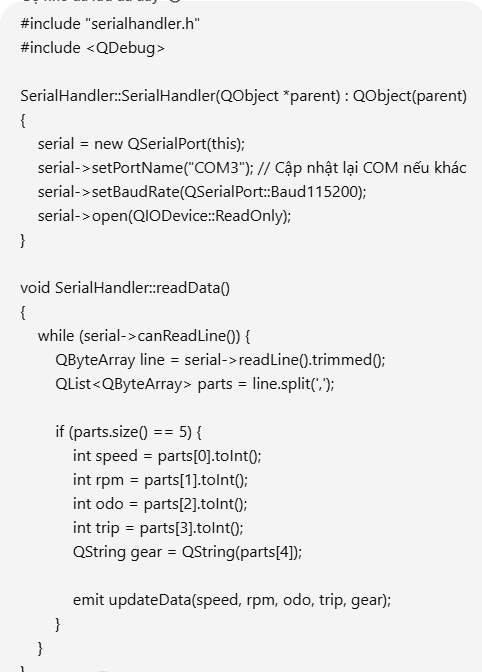 #include "serialhandler.h"
#include <QDebug>
SerialHandler::SerialHandler(QObject *parent) : QObject(parent)
{
serial = new QSerialPort(this);
serial->setPortName("COM3"); // Cập nhật lại COM nếu khác
serial->setBaudRate(QSerialPort::Baud115200);
serial->open(QIODevice::ReadOnly);
}
void SerialHandler::readData()
{
while (serial->canReadLine()) {
QByteArray line = serial->readLine().trimmed();
QList<QByteArray> parts = line.split(',');
if (parts.size() == 5) {
int speed = parts[0].toInt();
int rpm = parts[1].toInt();
int odo = parts[2].toInt();
int trip = parts[3].toInt();
QString gear = QString(parts[4]);
emit updateData(speed, rpm, odo, trip, gear);
}
}
}